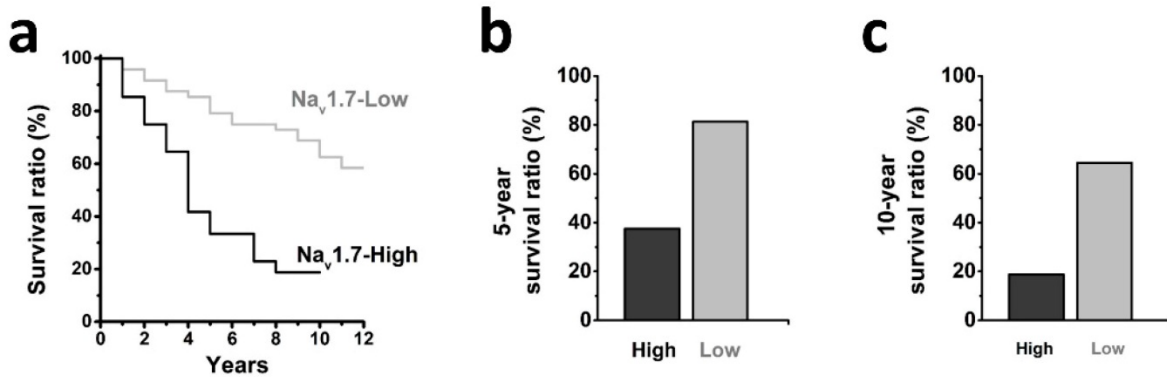 a
Survival ratio (%)
100
80
60
40
20
0
0 2 4 6 8 10 12
Years
Nav1.7-Low
Nav1.7-High
b
5-year
survival ratio (%)
100
80
60
40
20
0
High Low
c
10-year
survival ratio (%)
100
80
60
40
20
0
High Low